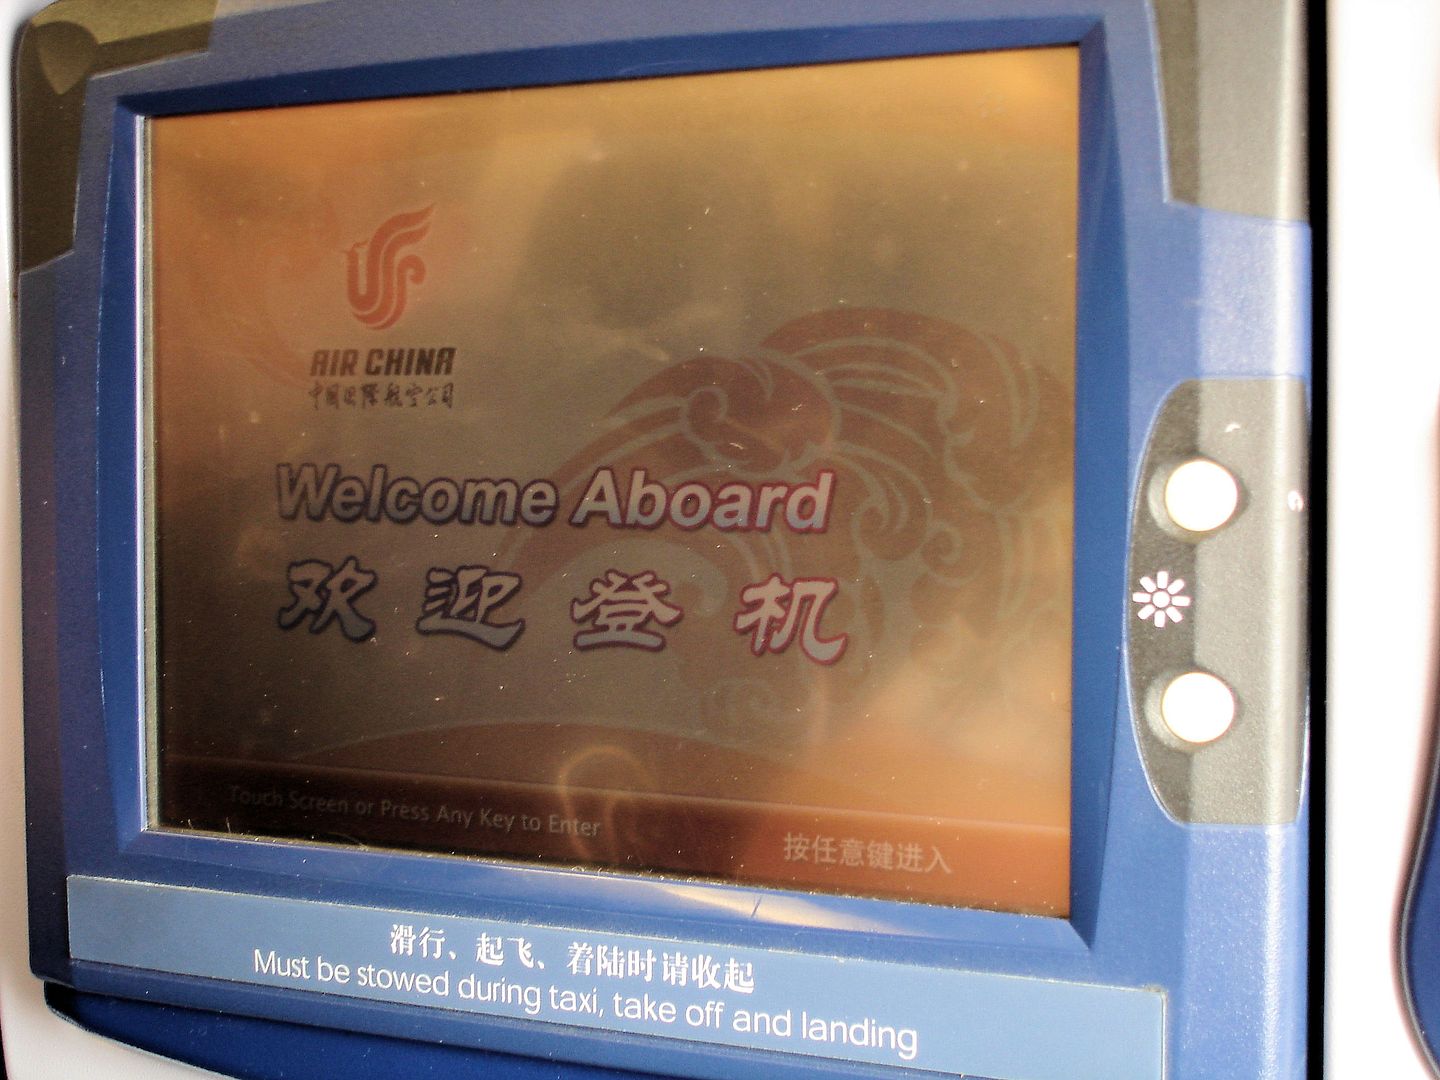 AIR CHINA
中国国际航空公司
Welcome Aboard
欢迎登机
Touch Screen or Press Any Key to Enter
按任意键进入
滑行、起飞、着陆时请收起
Must be stowed during taxi, take off and landing